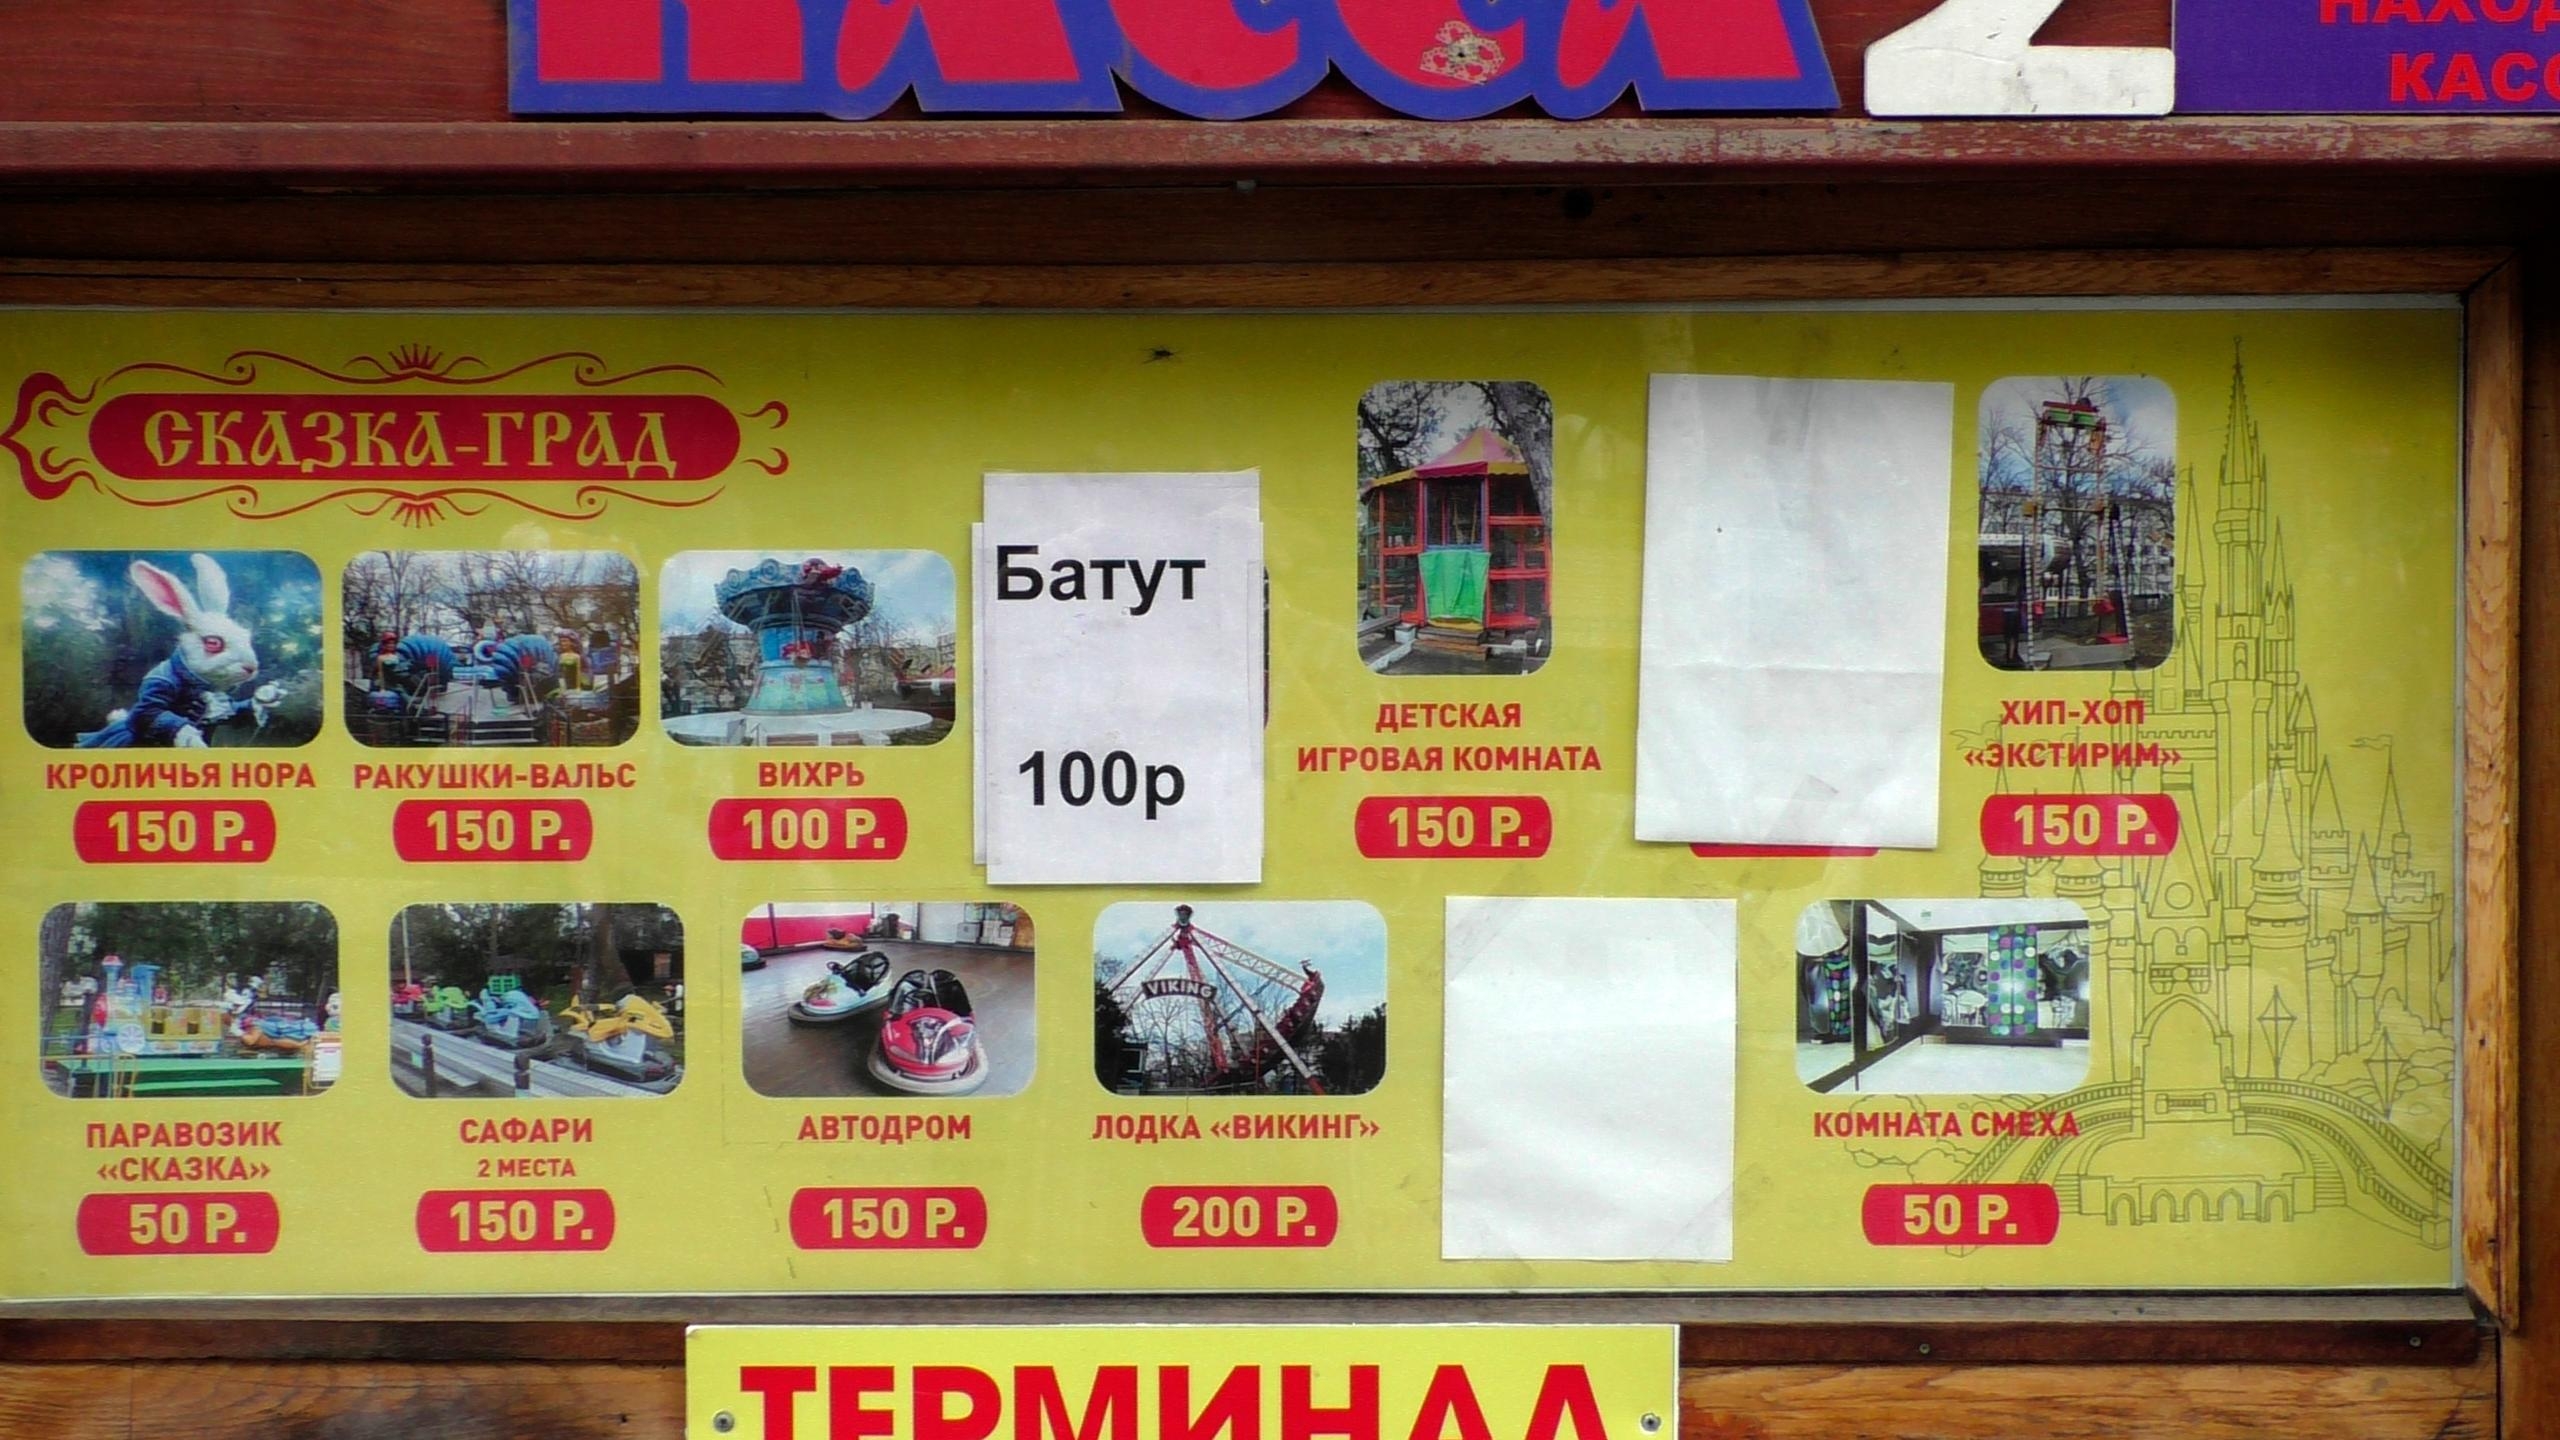 Касса 2
НАХОД
КАСС
СКАЗКА-ГРАД
КРОЛИЧЬЯ НОРА
150 Р.
РАКУШКИ-ВАЛЬС
150 Р.
ВИХРЬ
100 Р.
Батут
100р
ДЕТСКАЯ
ИГРОВАЯ КОМНАТА
150 Р.
ХИП-ХОП
«ЭКСТИРИМ»
150 Р.
ПАРАВОЗИК
«СКАЗКА»
50 Р.
САФАРИ
2 МЕСТА
150 Р.
АВТОДРОМ
150 Р.
VIKING
ЛОДКА «ВИКИНГ»
200 Р.
КОМНАТА СМЕХА
50 Р.
ТЕРМИНАЛ